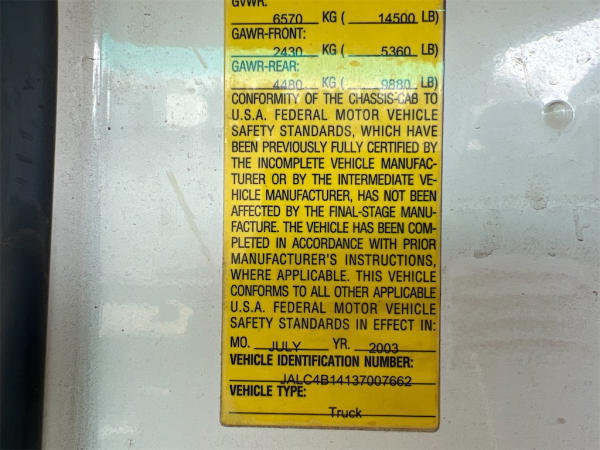 GVWR:
6570 KG ( 14500 LB)
GAWR-FRONT:
2430 KG ( 5360 LB)
GAWR-REAR:
4480 KG ( 9880 LB)
CONFORMITY OF THE CHASSIS-CAB TO
U.S.A. FEDERAL MOTOR VEHICLE
SAFETY STANDARDS, WHICH HAVE
BEEN PREVIOUSLY FULLY CERTIFIED BY
THE INCOMPLETE VEHICLE MANUFAC-
TURER OR BY THE INTERMEDIATE VE-
HICLE MANUFACTURER, HAS NOT BEEN
AFFECTED BY THE FINAL-STAGE MANU-
FACTURE. THE VEHICLE HAS BEEN COM-
PLETED IN ACCORDANCE WITH PRIOR
MANUFACTURER'S INSTRUCTIONS,
WHERE APPLICABLE. THIS VEHICLE
CONFORMS TO ALL OTHER APPLICABLE
U.S.A. FEDERAL MOTOR VEHICLE
SAFETY STANDARDS IN EFFECT IN:
MO. JULY YR. 2003
VEHICLE IDENTIFICATION NUMBER:
JALC4B14137007662
VEHICLE TYPE:
Truck